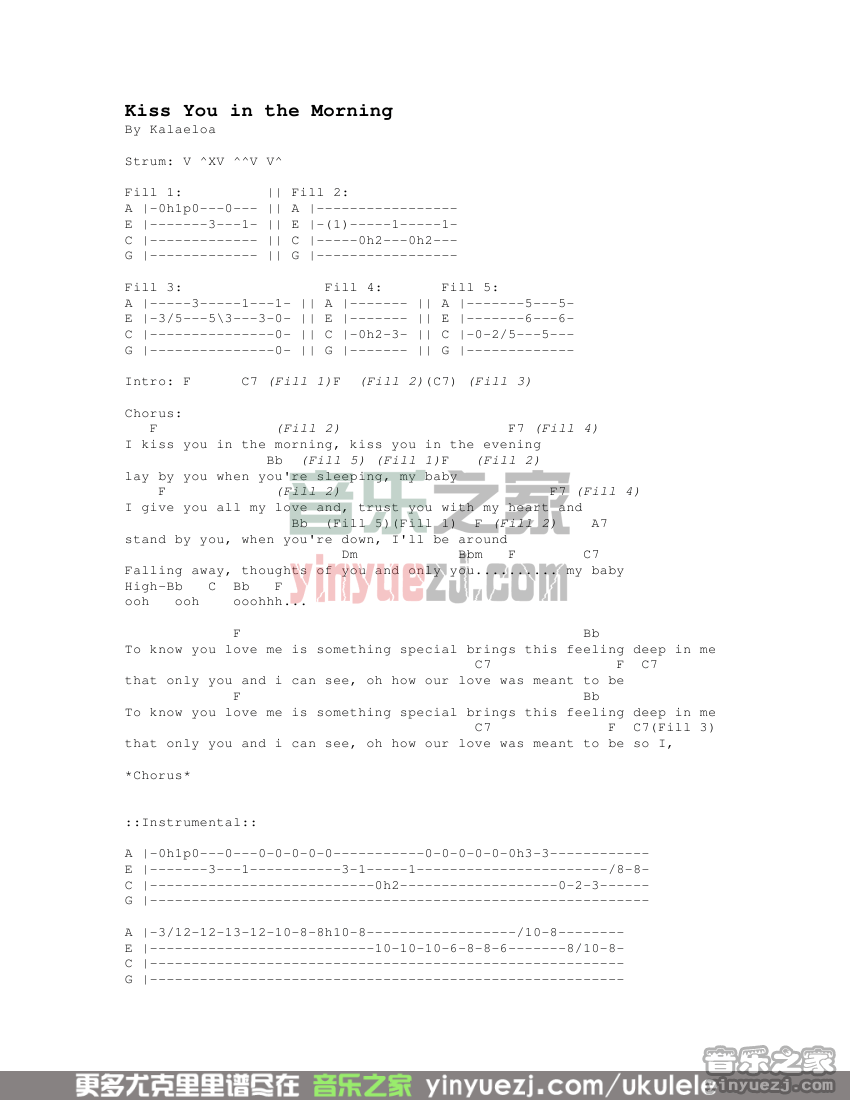 Kiss You in the Morning
By Kalaeloa
Strum: V ^XV ^^V V^
Fill 1:          || Fill 2:
A |-0h1p0---0--- || A |-----------------
E |-------3---1- || E |-(1)-----1-----1-
C |------------- || C |-----0h2---0h2---
G |------------- || G |-----------------
Fill 3:                 Fill 4:       Fill 5:
A |-----3-----1---1- || A |------- || A |-------5---5-
E |-3/5---5\3---3-0- || E |------- || E |-------6---6-
C |---------------0- || C |-0h2-3- || C |-0-2/5---5---
G |---------------0- || G |------- || G |-------------
Intro: F      C7 (Fill 1)F  (Fill 2)(C7) (Fill 3)
Chorus:
   F              (Fill 2)                    F7 (Fill 4)
I kiss you in the morning, kiss you in the evening
                 Bb  (Fill 5) (Fill 1)F   (Fill 2)
lay by you when you're sleeping, my baby
    F             (Fill 2)                         F7 (Fill 4)
I give you all my love and, trust you with my heart and
                    Bb  (Fill 5)(Fill 1)  F (Fill 2)    A7
stand by you, when you're down, I'll be around
                          Dm            Bbm   F        C7
Falling away, thoughts of you and only you.......... my baby
High-Bb   C  Bb   F
ooh   ooh    ooohhh...
音乐之家
yinyuezj.com
             F                                         Bb
To know you love me is something special brings this feeling deep in me
                                          C7               F  C7
that only you and i can see, oh how our love was meant to be
             F                                         Bb
To know you love me is something special brings this feeling deep in me
                                          C7              F  C7(Fill 3)
that only you and i can see, oh how our love was meant to be so I,
*Chorus*
::Instrumental::
A |-0h1p0---0---0-0-0-0-0-----------0-0-0-0-0-0h3-3------------
E |-------3---1-----------3-1-----1-----------------------/8-8-
C |---------------------------0h2-------------------0-2-3------
G |------------------------------------------------------------
A |-3/12-12-13-12-10-8-8h10-8------------------/10-8--------
E |---------------------------10-10-10-6-8-8-6-------8/10-8-
C |---------------------------------------------------------
G |---------------------------------------------------------
音乐之家
yinyuezj.com
更多尤克里里谱尽在 音乐之家 yinyuezj.com/ukulele